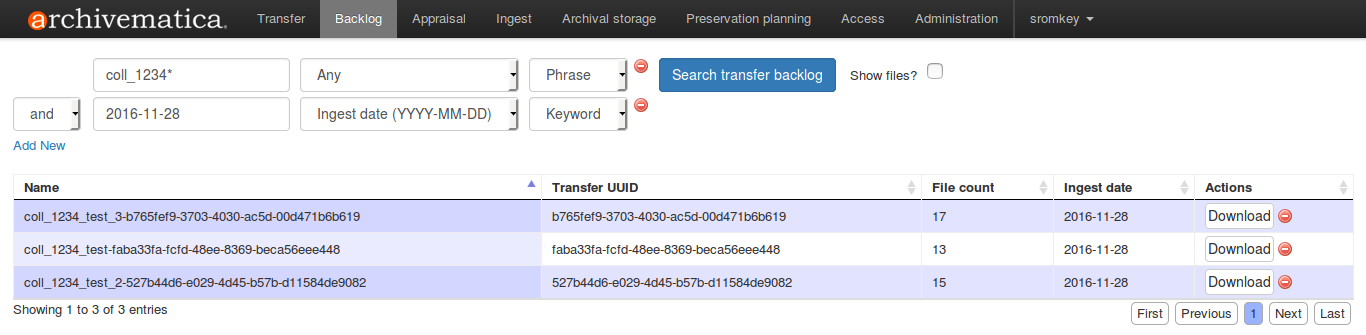 archivematica. Transfer Backlog Appraisal Ingest Archival storage Preservation planning Access Administration sromkey
coll_1234* Any Phrase Search transfer backlog Show files?
and 2016-11-28 Ingest date (YYYY-MM-DD) Keyword
Add New
Name Transfer UUID File count Ingest date Actions
coll_1234_test_3-b765fef9-3703-4030-ac5d-00d471b6b619 b765fef9-3703-4030-ac5d-00d471b6b619 17 2016-11-28 Download
coll_1234_test-faba33fa-fcfd-48ee-8369-beca56eee448 faba33fa-fcfd-48ee-8369-beca56eee448 13 2016-11-28 Download
coll_1234_test_2-527b44d6-e029-4d45-b57b-d11584de9082 527b44d6-e029-4d45-b57b-d11584de9082 15 2016-11-28 Download
Showing 1 to 3 of 3 entries First Previous 1 Next Last